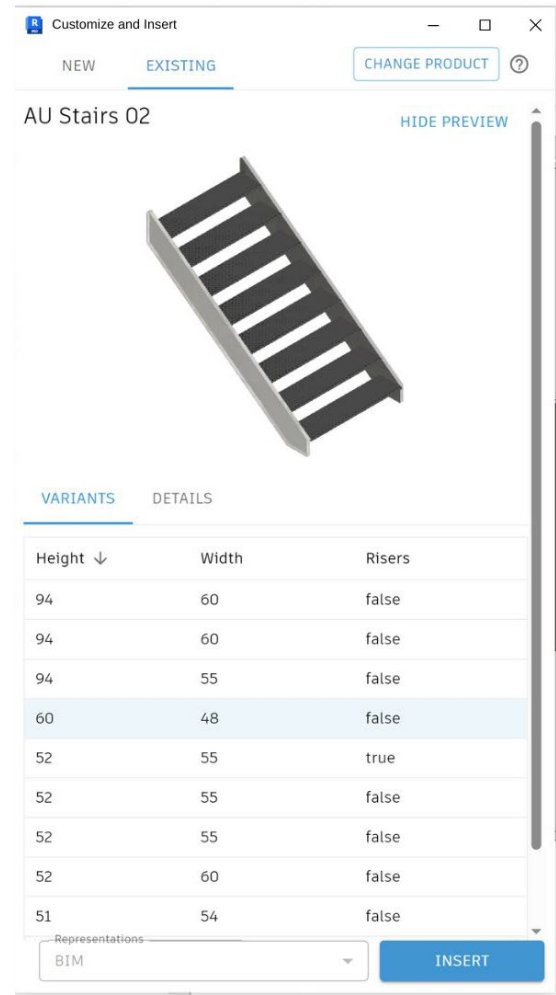 Customize and Insert
NEW EXISTING CHANGE PRODUCT
AU Stairs 02
HIDE PREVIEW
VARIANTS DETAILS
Height Width Risers
94 60 false
94 60 false
94 55 false
60 48 false
52 55 true
52 55 false
52 55 false
52 60 false
51 54 false
Representations
BIM INSERT